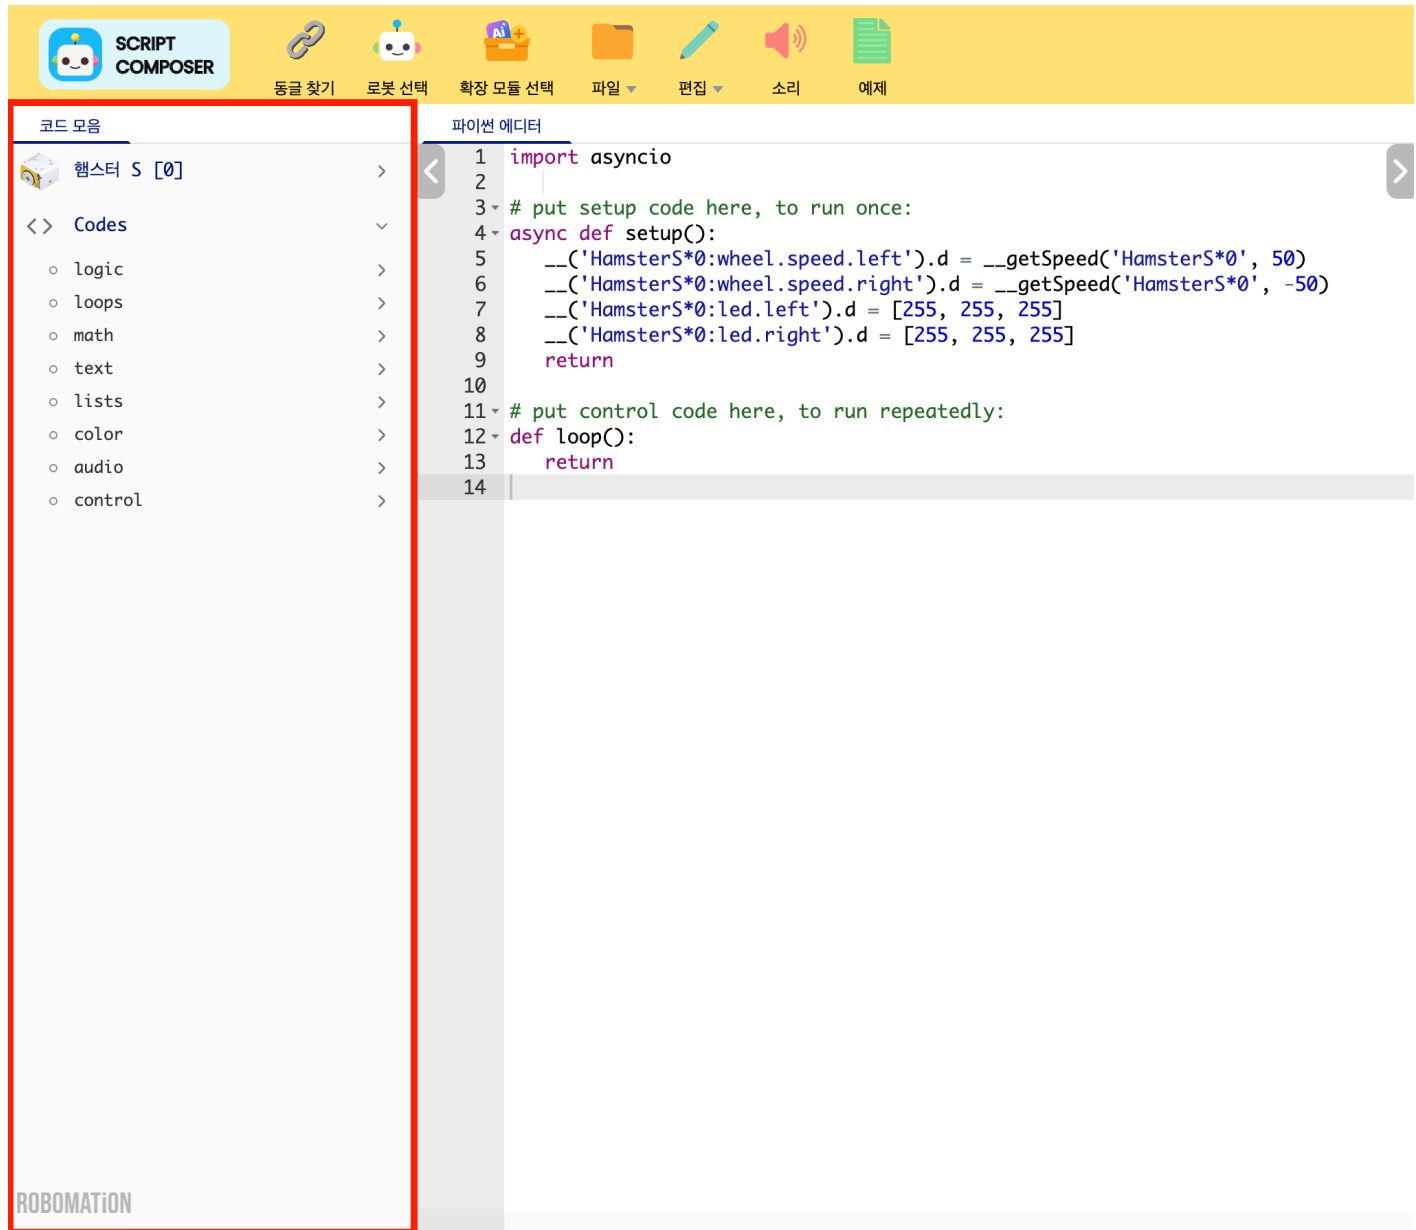 SCRIPT
COMPOSER
Ai
동글 찾기
로봇 선택
확장 모듈 선택
파일
편집
소리
예제
코드 모음
햄스터 S [0]
Codes
logic
loops
math
text
lists
color
audio
control
ROBOMATiON
파이썬 에디터
1 import asyncio
2
3 # put setup code here, to run once:
4 async def setup():
5 __('HamsterS*0:wheel.speed.left').d = __getSpeed('HamsterS*0', 50)
6 __('HamsterS*0:wheel.speed.right').d = __getSpeed('HamsterS*0', -50)
7 __('HamsterS*0:led.left').d = [255, 255, 255]
8 __('HamsterS*0:led.right').d = [255, 255, 255]
9 return
10
11 # put control code here, to run repeatedly:
12 def loop():
13 return
14